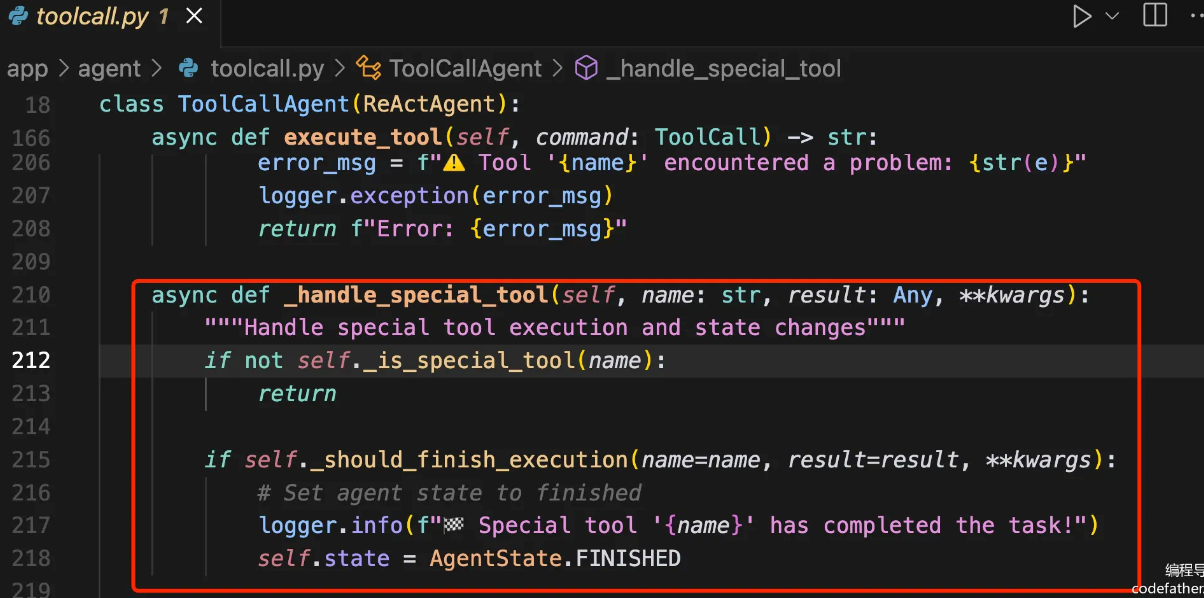 toolcall.py 1
app > agent > toolcall.py > ToolCallAgent > _handle_special_tool
18 class ToolCallAgent(ReActAgent):
166 async def execute_tool(self, command: ToolCall) -> str:
206 error_msg = f"⚠️ Tool '{name}' encountered a problem: {str(e)}"
207 logger.exception(error_msg)
208 return f"Error: {error_msg}"
209
210 async def _handle_special_tool(self, name: str, result: Any, **kwargs):
211 """Handle special tool execution and state changes"""
212 if not self._is_special_tool(name):
213 return
214
215 if self._should_finish_execution(name=name, result=result, **kwargs):
216 # Set agent state to finished
217 logger.info(f"🏁 Special tool '{name}' has completed the task!")
218 self.state = AgentState.FINISHED
219
编程导
codefather